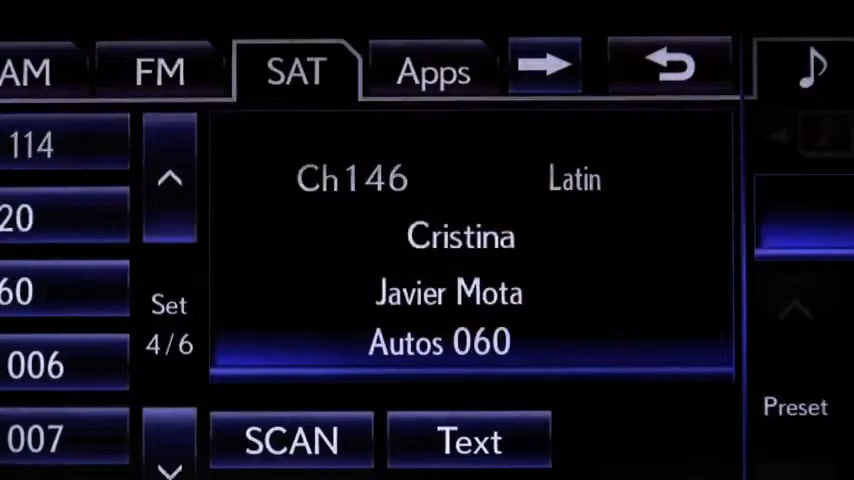 AM FM SAT Apps
114
20
60
006
007
Set
4/6
Ch146 Latin
Cristina
Javier Mota
Autos 060
SCAN Text
Preset